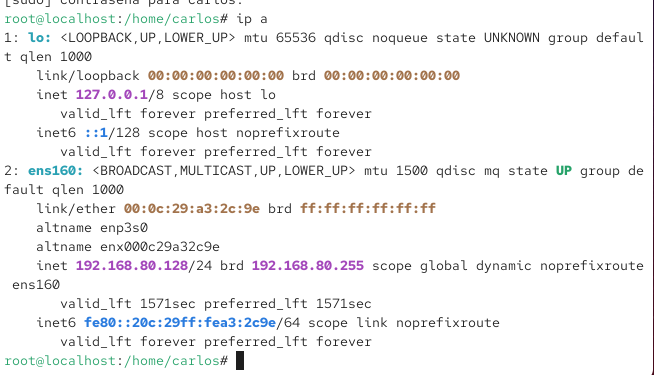 [sudo] contraseña para carlos:
root@localhost:/home/carlos# ip a
1: lo: <LOOPBACK,UP,LOWER_UP> mtu 65536 qdisc noqueue state UNKNOWN group defaul
t qlen 1000
    link/loopback 00:00:00:00:00:00 brd 00:00:00:00:00:00
    inet 127.0.0.1/8 scope host lo
       valid_lft forever preferred_lft forever
    inet6 ::1/128 scope host noprefixroute
       valid_lft forever preferred_lft forever
2: ens160: <BROADCAST,MULTICAST,UP,LOWER_UP> mtu 1500 qdisc mq state UP group de
fault qlen 1000
    link/ether 00:0c:29:a3:2c:9e brd ff:ff:ff:ff:ff:ff
    altname enp3s0
    altname enx000c29a32c9e
    inet 192.168.80.128/24 brd 192.168.80.255 scope global dynamic noprefixroute
 ens160
       valid_lft 1571sec preferred_lft 1571sec
    inet6 fe80::20c:29ff:fea3:2c9e/64 scope link noprefixroute
       valid_lft forever preferred_lft forever
root@localhost:/home/carlos#